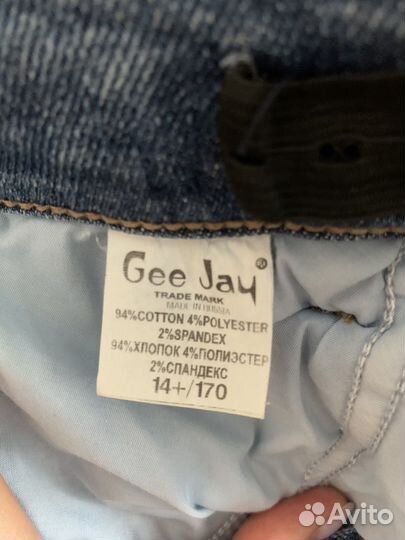 Gee Jay®
TRADE MARK
MADE IN RUSSIA
94%COTTON 4%POLYESTER
2%SPANDEX
94%ХЛОПОК 4%ПОЛИЭСТЕР
2%СПАНДЕКС
14+/170
Avito